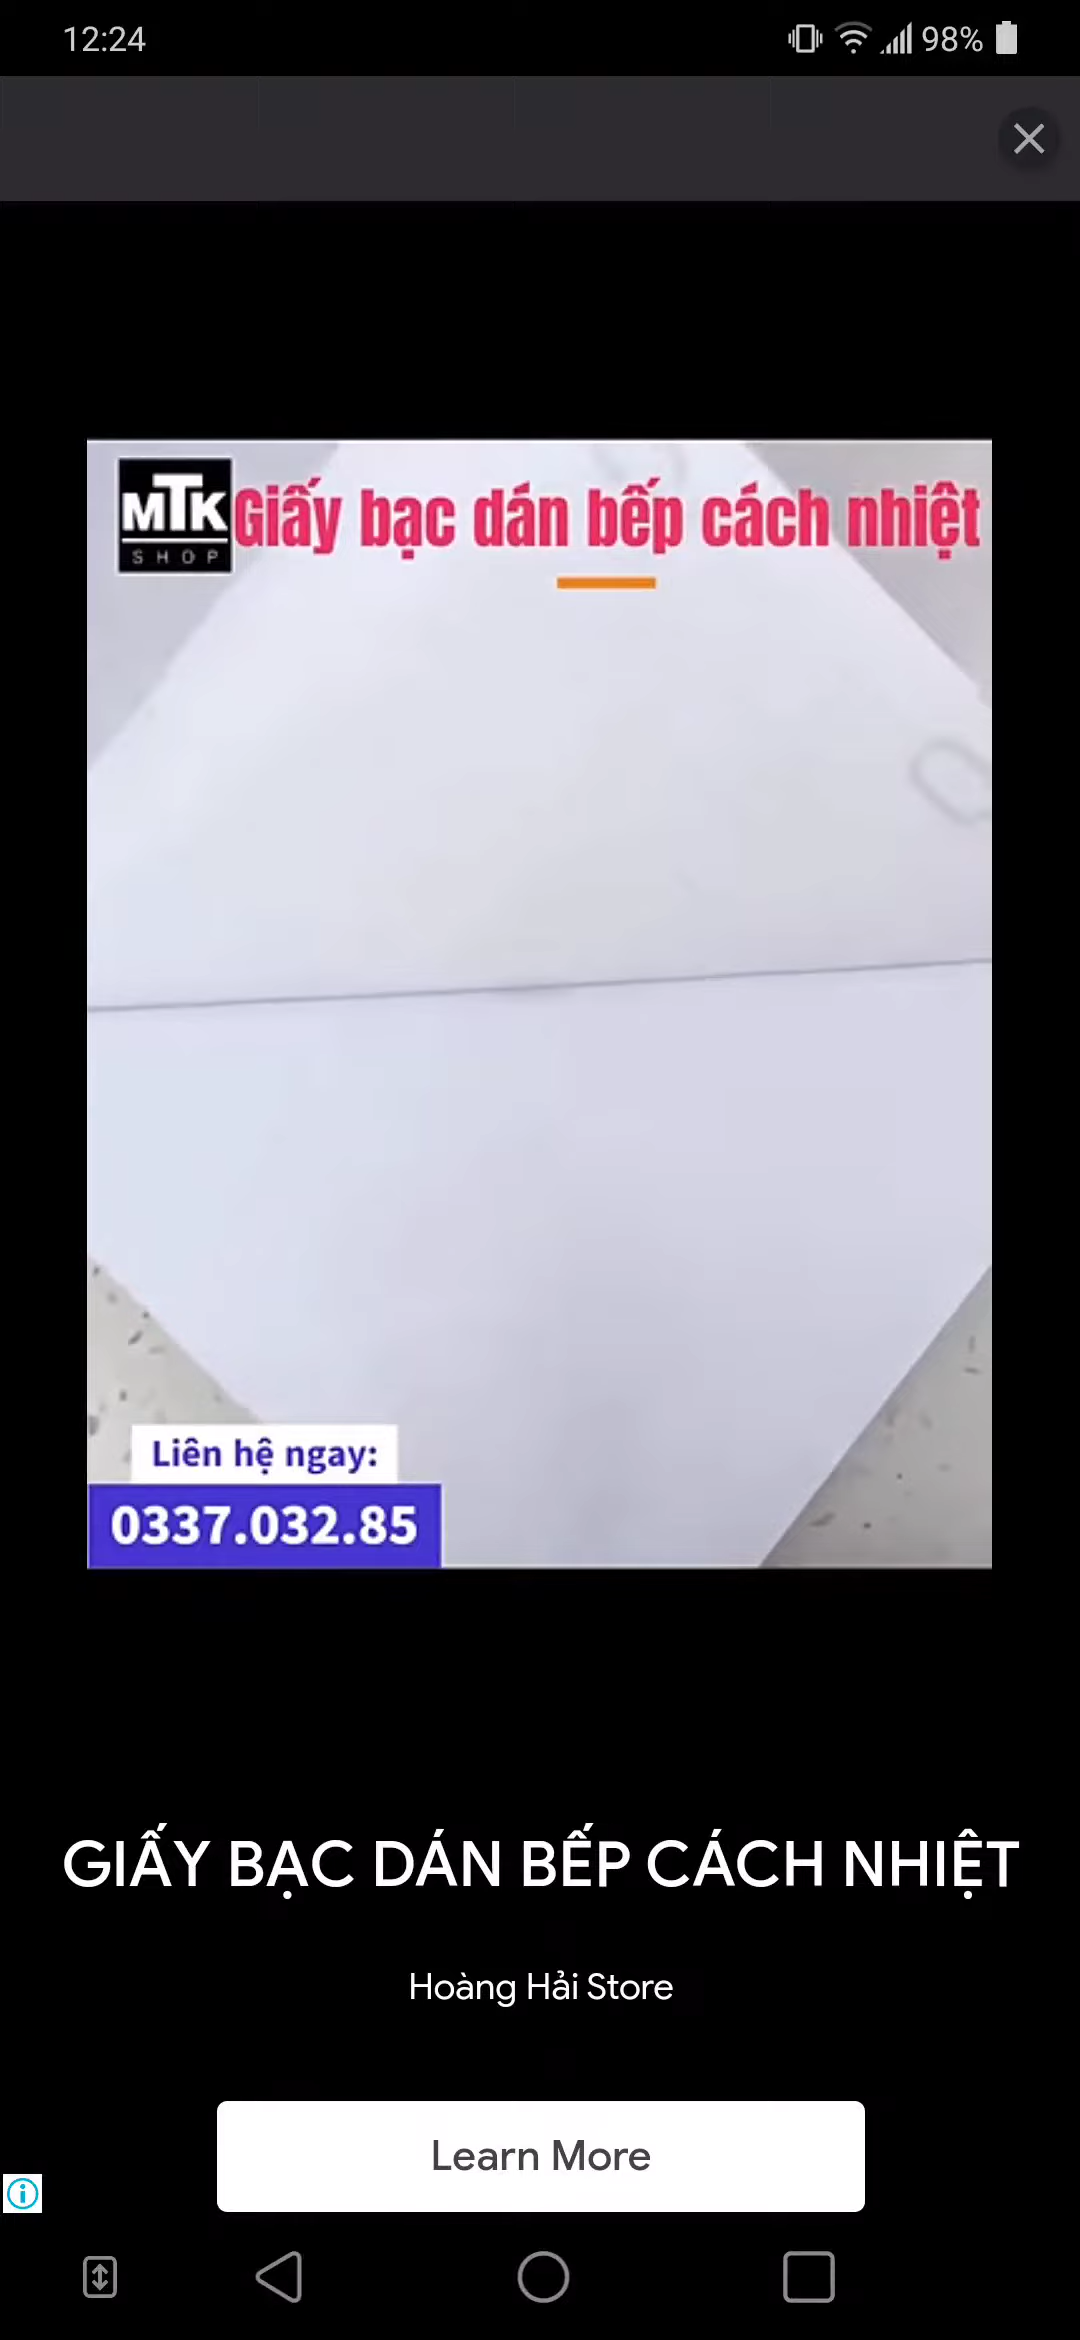 12:24
98%
MTK
SHOP
Giấy bạc dán bếp cách nhiệt
Liên hệ ngay:
0337.032.85
GIẤY BẠC DÁN BẾP CÁCH NHIỆT
Hoàng Hải Store
Learn More